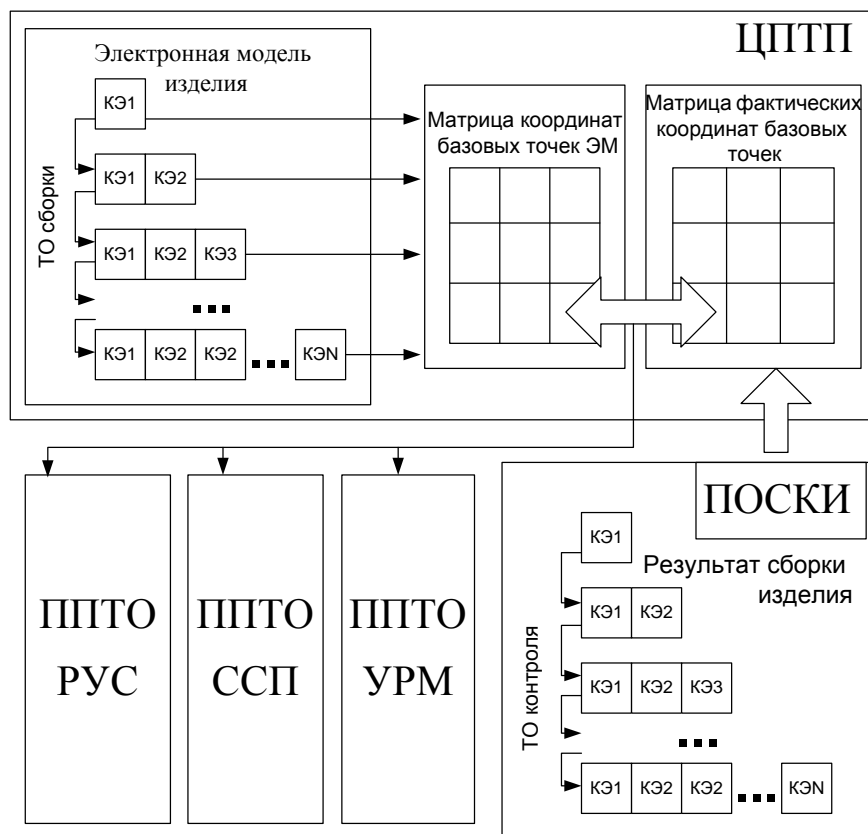 ЦПТП
Электронная модель
изделия
ТО сборки
КЭ1
КЭ1 КЭ2
КЭ1 КЭ2 КЭ3
КЭ1 КЭ2 КЭ2 КЭN
Матрица координат
базовых точек ЭМ
Матрица фактических
координат базовых
точек
ППТО
РУС
ППТО
ССП
ППТО
УРМ
ПОСКИ
Результат сборки
изделия
ТО контроля
КЭ1
КЭ1 КЭ2
КЭ1 КЭ2 КЭ3
КЭ1 КЭ2 КЭ2 КЭN